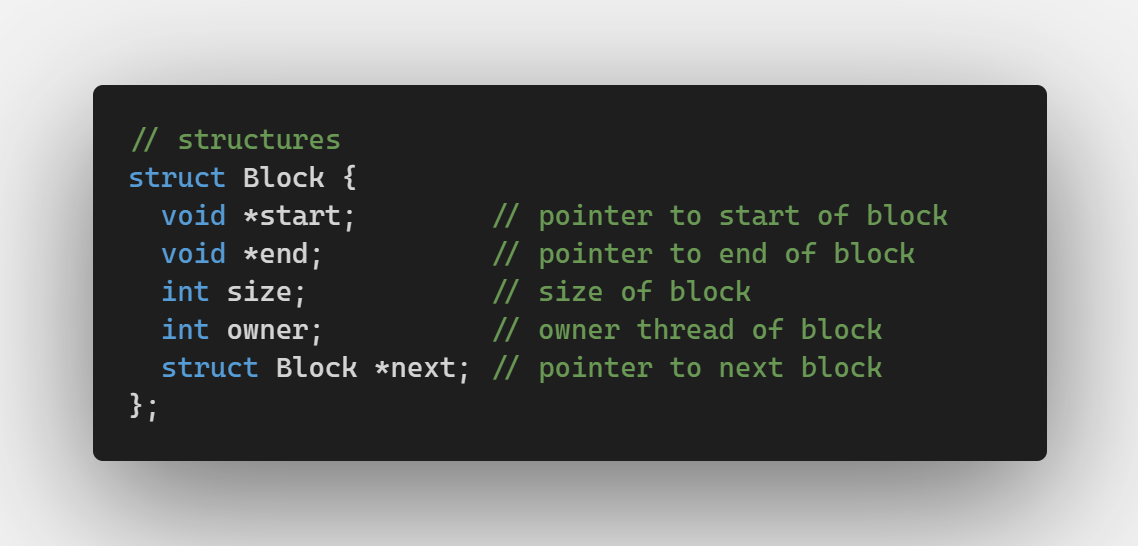 // structures
struct Block {
  void *start;        // pointer to start of block
  void *end;          // pointer to end of block
  int size;           // size of block
  int owner;          // owner thread of block
  struct Block *next; // pointer to next block
};